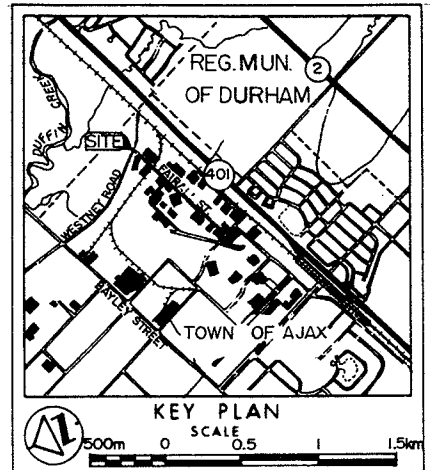 2
REG. MUN.
OF DURHAM
DUFFIN
CREEK
SITE
401
FAIRALL ST.
WESTNEY ROAD
BAYLEY STREET
TOWN OF AJAX
KEY PLAN
SCALE
Z
500m 0 0.5 1 1.5km